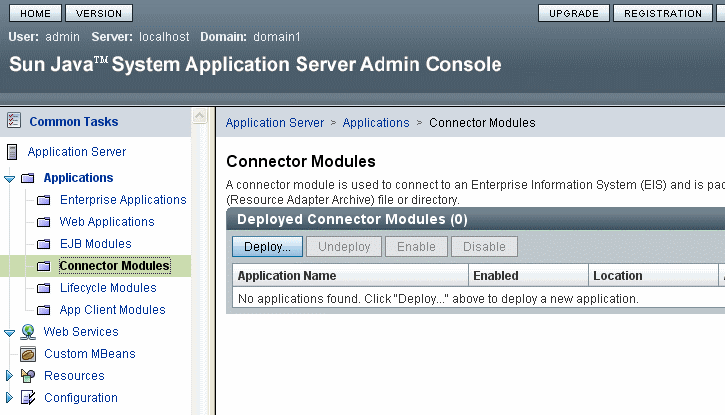 HOME VERSION UPGRADE REGISTRATION
User: admin Server: localhost Domain: domain1
Sun Java™ System Application Server Admin Console
Common Tasks
Application Server
Applications
Enterprise Applications
Web Applications
EJB Modules
Connector Modules
Lifecycle Modules
App Client Modules
Web Services
Custom MBeans
Resources
Configuration
Application Server > Applications > Connector Modules
Connector Modules
A connector module is used to connect to an Enterprise Information System (EIS) and is pac
(Resource Adapter Archive) file or directory.
Deployed Connector Modules (0)
Deploy... Undeploy Enable Disable
Application Name Enabled Location
No applications found. Click "Deploy..." above to deploy a new application.